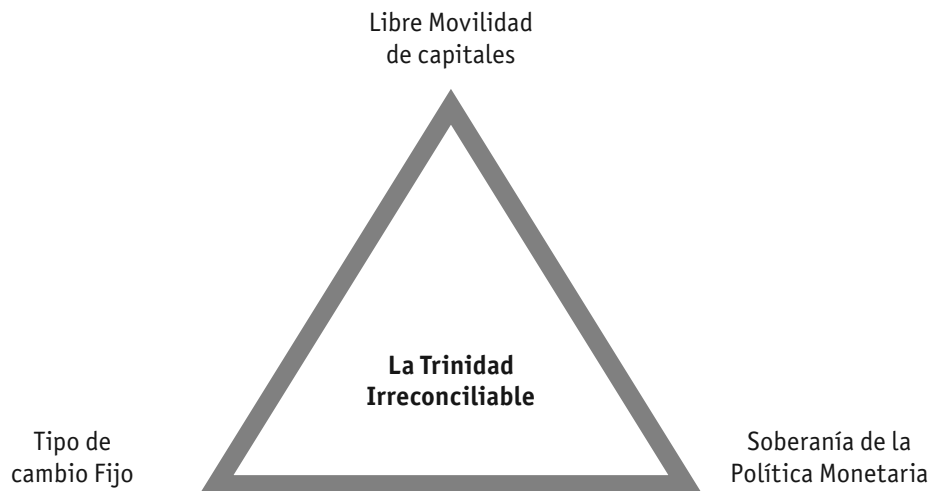 Libre Movilidad
de capitales
La Trinidad
Irreconciliable
Tipo de
cambio Fijo
Soberanía de la
Política Monetaria